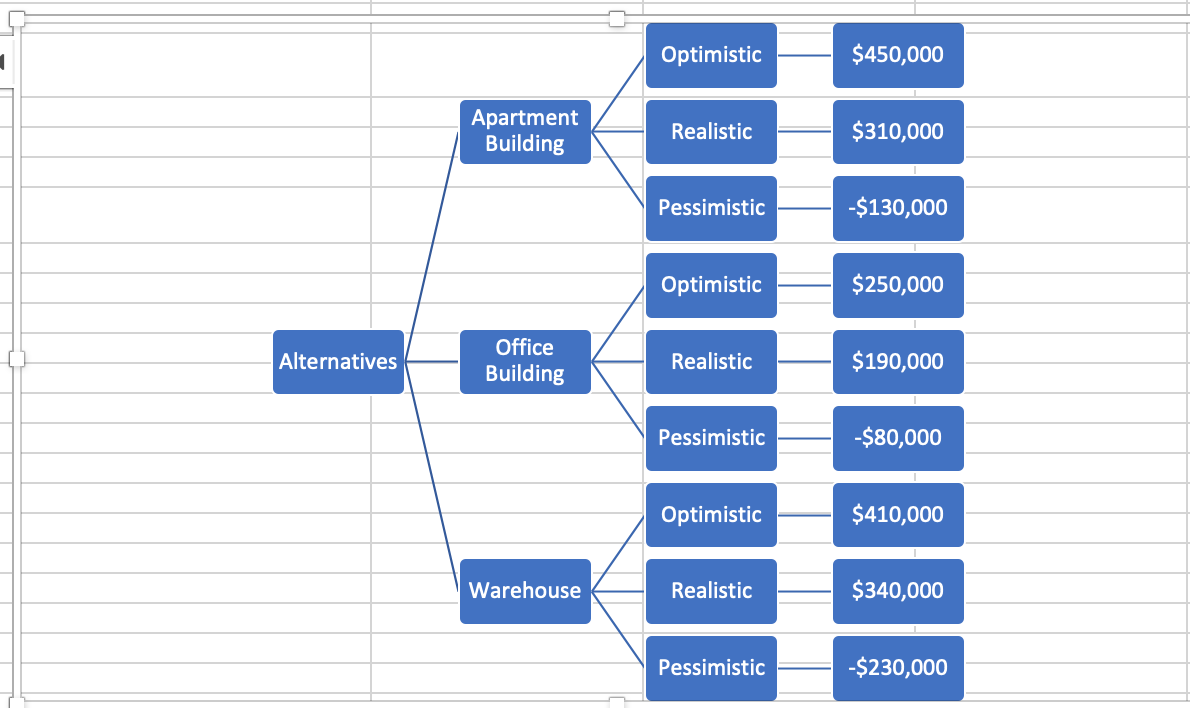 Optimistic
$450,000
Apartment
Building
Realistic
$310,000
Pessimistic
-$130,000
Optimistic
$250,000
Alternatives
Office
Building
Realistic
$190,000
Pessimistic
-$80,000
Optimistic
$410,000
Warehouse
Realistic
$340,000
Pessimistic
-$230,000